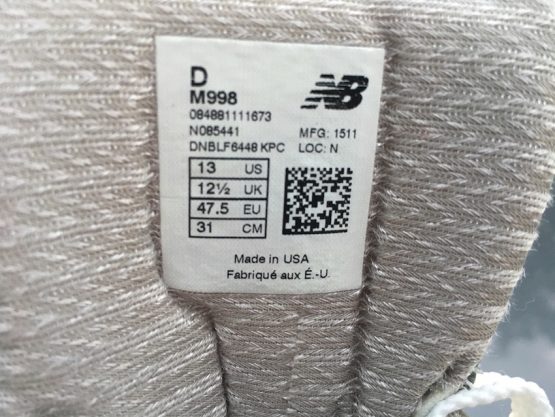 D
M998
084881111673
N085441
DNBLF6448 KPC
NB
MFG: 1511
LOC: N
13 US
12½ UK
47.5 EU
31 CM
Made in USA
Fabriqué aux É.-U.